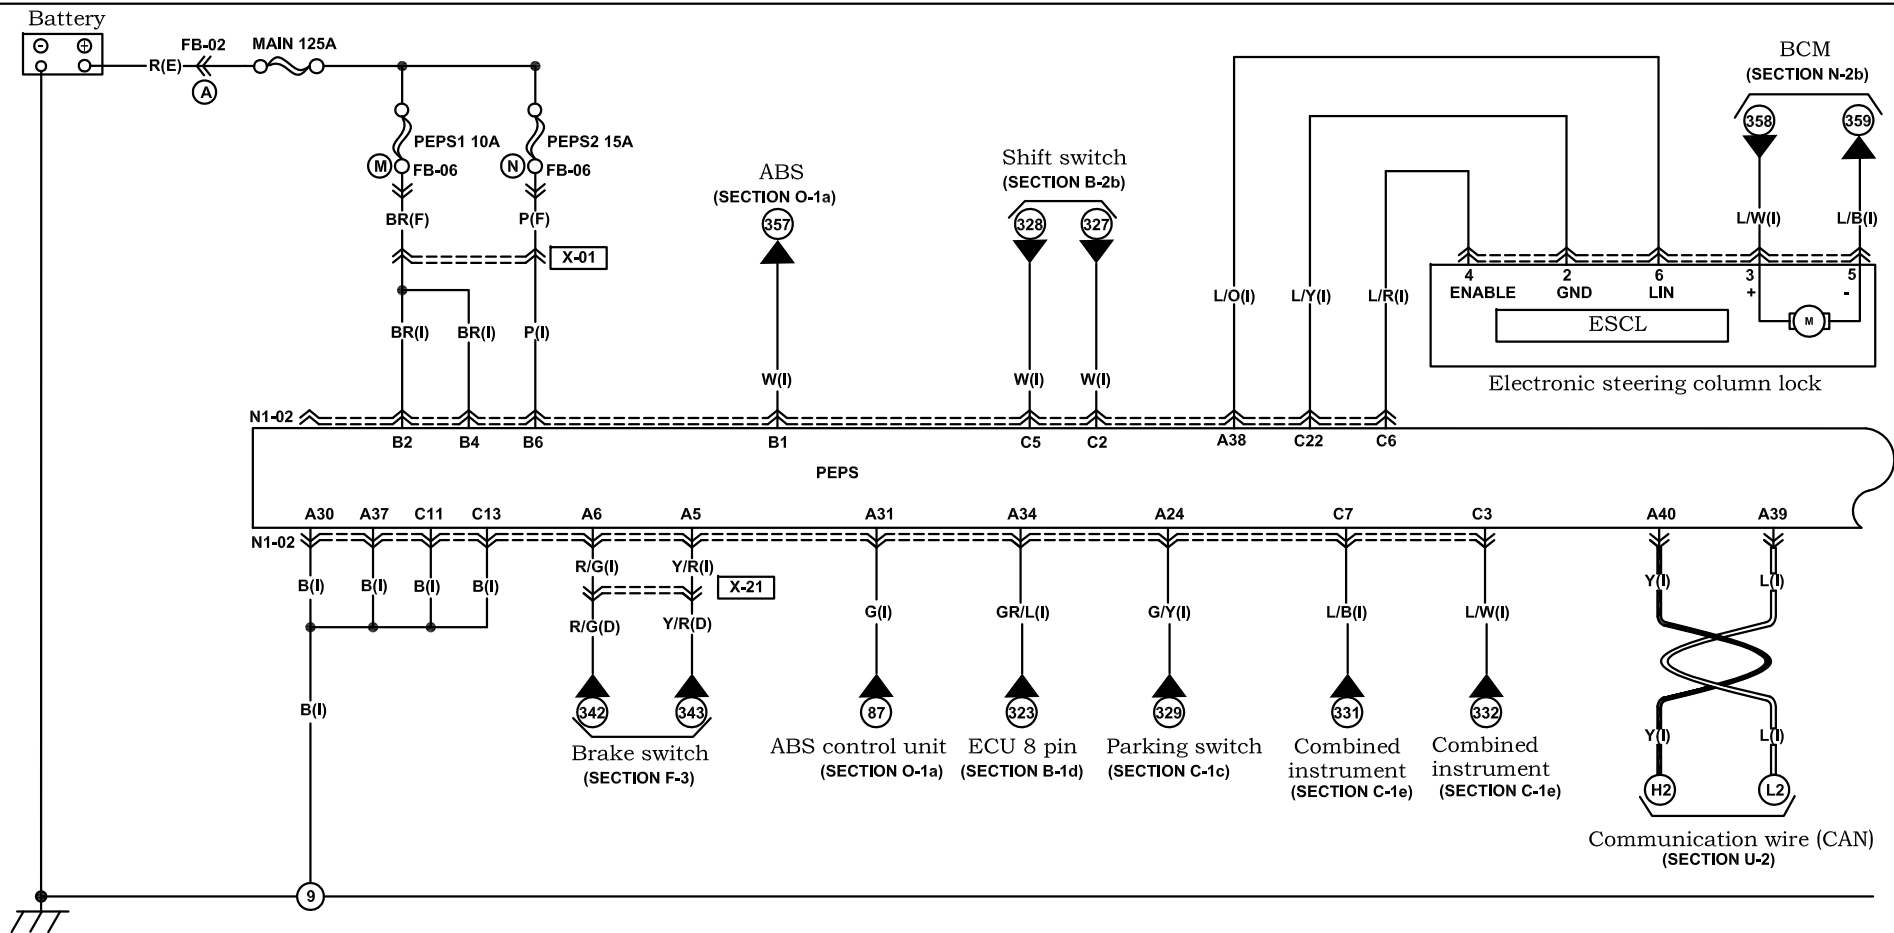 Battery
- +
R(E)
FB-02
A
MAIN 125A
PEPS1 10A
M
FB-06
BR(F)
PEPS2 15A
N
FB-06
P(F)
X-01
BR(I)
BR(I)
P(I)
ABS
(SECTION O-1a)
357
W(I)
Shift switch
(SECTION B-2b)
328
327
W(I)
W(I)
L/O(I)
L/Y(I)
L/R(I)
BCM
(SECTION N-2b)
358
359
L/W(I)
L/B(I)
4 2 6 3 5
ENABLE GND LIN + -
ESCL
M
Electronic steering column lock
N1-02
B2 B4 B6 B1 C5 C2 A38 C22 C6
PEPS
A30 A37 C11 C13 A6 A5 A31 A34 A24 C7 C3 A40 A39
N1-02
B(I) B(I) B(I) B(I)
B(I)
R/G(I)
Y/R(I)
X-21
R/G(D)
Y/R(D)
342
343
Brake switch
(SECTION F-3)
G(I)
87
ABS control unit
(SECTION O-1a)
GR/L(I)
323
ECU 8 pin
(SECTION B-1d)
G/Y(I)
329
Parking switch
(SECTION C-1c)
L/B(I)
331
Combined
instrument
(SECTION C-1e)
L/W(I)
332
Combined
instrument
(SECTION C-1e)
Y(I)
L(I)
Y(I)
L(I)
H2
L2
Communication wire (CAN)
(SECTION U-2)
9